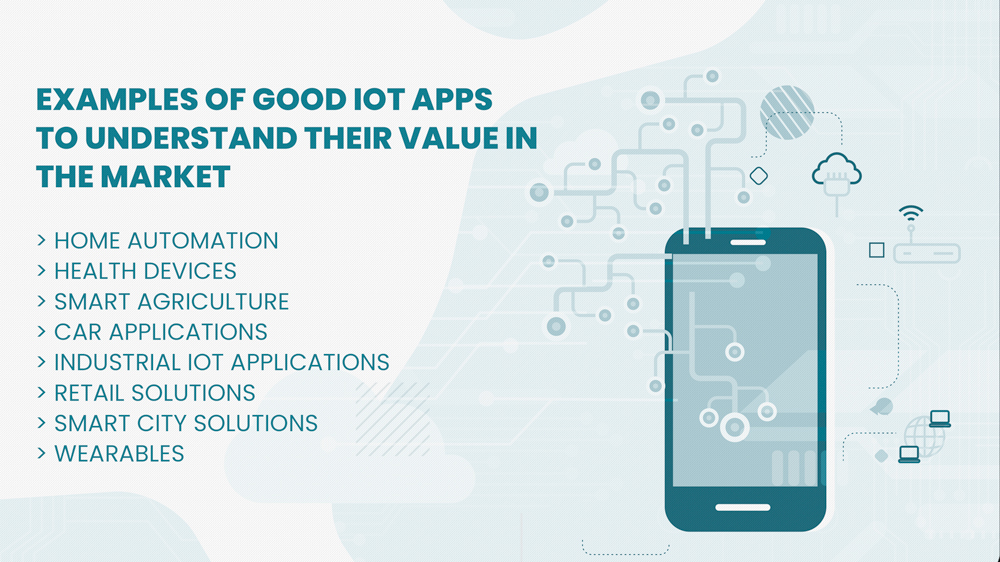 EXAMPLES OF GOOD IOT APPS
TO UNDERSTAND THEIR VALUE IN
THE MARKET
> HOME AUTOMATION
> HEALTH DEVICES
> SMART AGRICULTURE
> CAR APPLICATIONS
> INDUSTRIAL IOT APPLICATIONS
> RETAIL SOLUTIONS
> SMART CITY SOLUTIONS
> WEARABLES